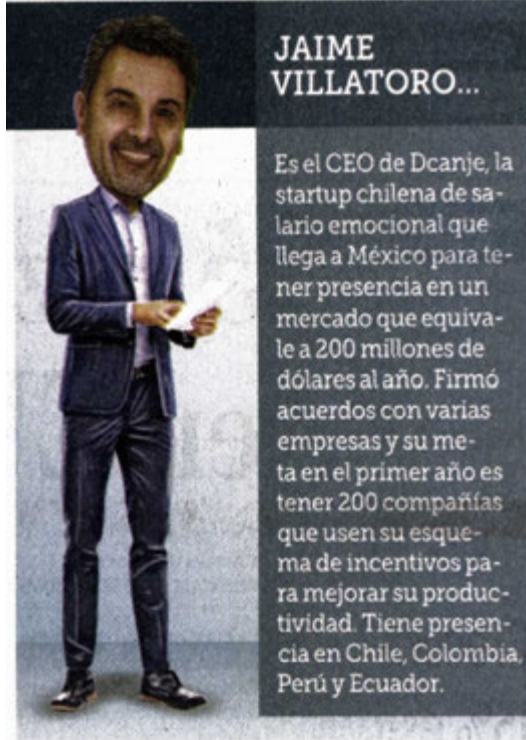 JAIME
VILLATORO...
Es el CEO de Dcanje, la
startup chilena de sa-
lario emocional que
llega a México para te-
ner presencia en un
mercado que equiva-
le a 200 millones de
dólares al año. Firmó
acuerdos con varias
empresas y su me-
ta en el primer año es
tener 200 compañías
que usen su esque-
ma de incentivos pa-
ra mejorar su produc-
tividad. Tiene presen-
cia en Chile, Colombia,
Perú y Ecuador.